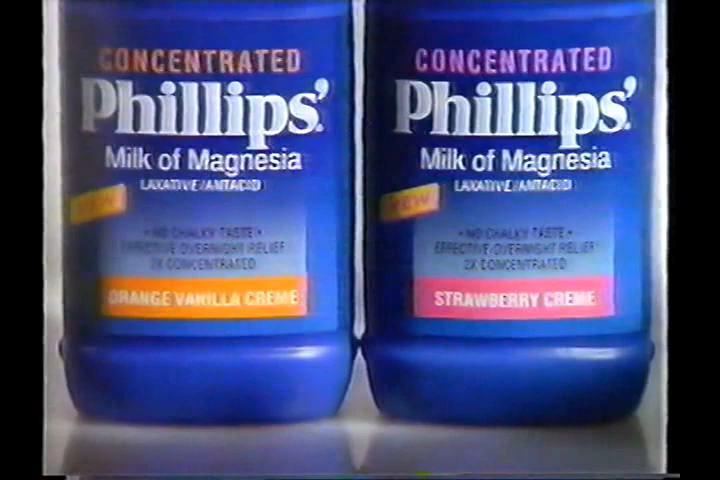 CONCENTRATED
Phillips'
Milk of Magnesia
LAXATIVE/ANTACID
NEW
• NO CHALKY TASTE •
EFFECTIVE OVERNIGHT RELIEF
2X CONCENTRATED
ORANGE VANILLA CREME
CONCENTRATED
Phillips'
Milk of Magnesia
LAXATIVE/ANTACID
NEW
• NO CHALKY TASTE •
EFFECTIVE OVERNIGHT RELIEF
2X CONCENTRATED
STRAWBERRY CREME